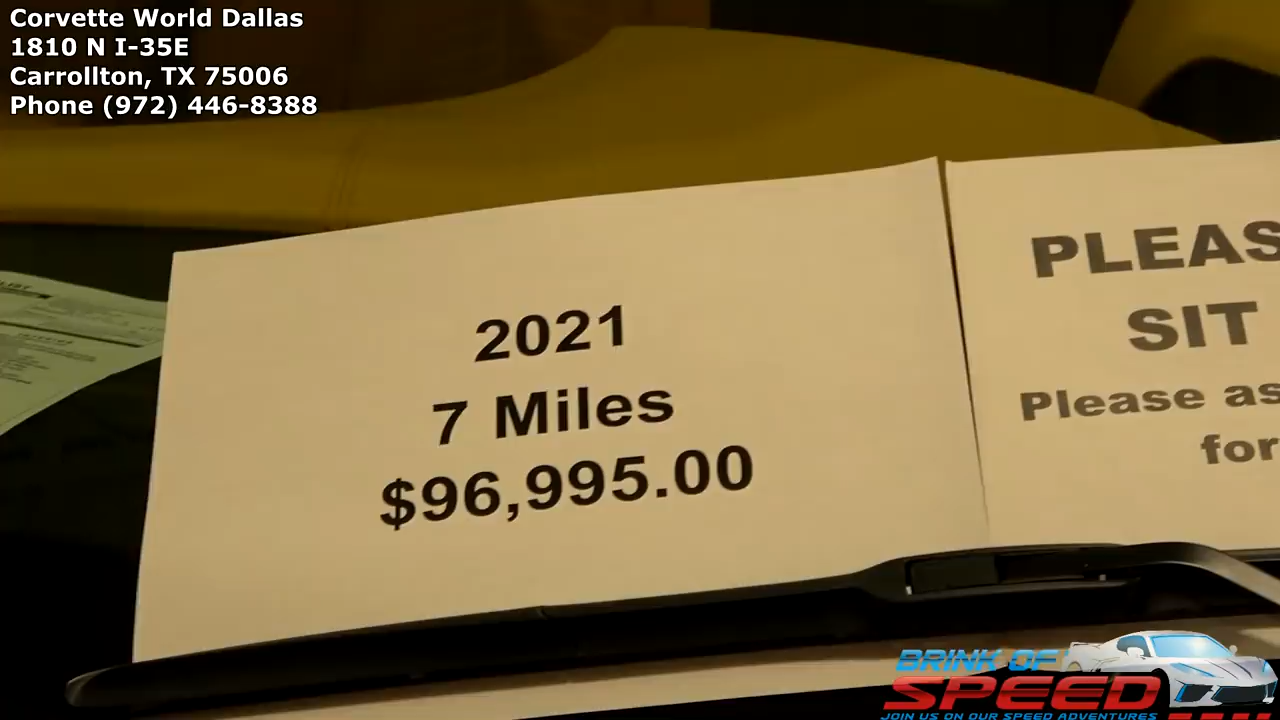 Corvette World Dallas
1810 N I-35E
Carrollton, TX 75006
Phone (972) 446-8388
2021
7 Miles
$96,995.00
PLEAS
SIT
Please as
for
BRINK OF
SPEED
JOIN US ON OUR SPEED ADVENTURES